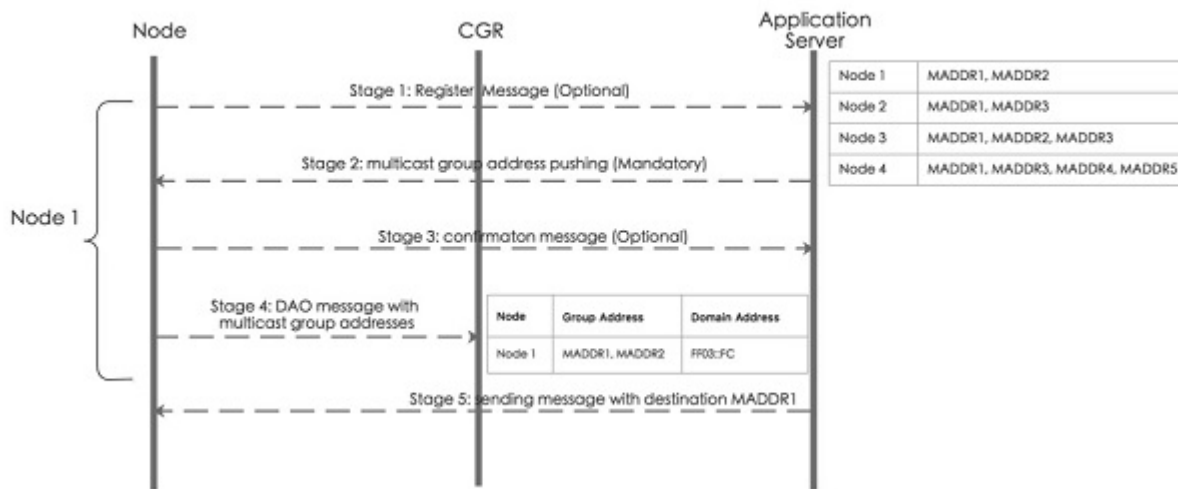 Node
CGR
Application
Server
Node 1 MADDR1, MADDR2
Node 2 MADDR1, MADDR3
Node 3 MADDR1, MADDR2, MADDR3
Node 4 MADDR1, MADDR3, MADDR4, MADDR5
Stage 1: Register Message (Optional)
Stage 2: multicast group address pushing (Mandatory)
Node 1
Stage 3: confirmaton message (Optional)
Stage 4: DAO message with
multicast group addresses
Node Group Address Domain Address
Node 1 MADDR1, MADDR2 FF03::FC
Stage 5: sending message with destination MADDR1